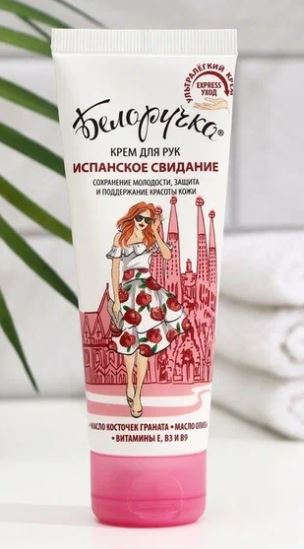 УЛЬТРАЛЁГКИЙ КРЕМ
EXPRESS
УХОД
Белоручка®
КРЕМ ДЛЯ РУК
ИСПАНСКОЕ СВИДАНИЕ
СОХРАНЕНИЕ МОЛОДОСТИ, ЗАЩИТА
И ПОДДЕРЖАНИЕ КРАСОТЫ КОЖИ
• МАСЛО КОСТОЧЕК ГРАНАТА • МАСЛО
• ВИТАМИНЫ Е, В3 И В9